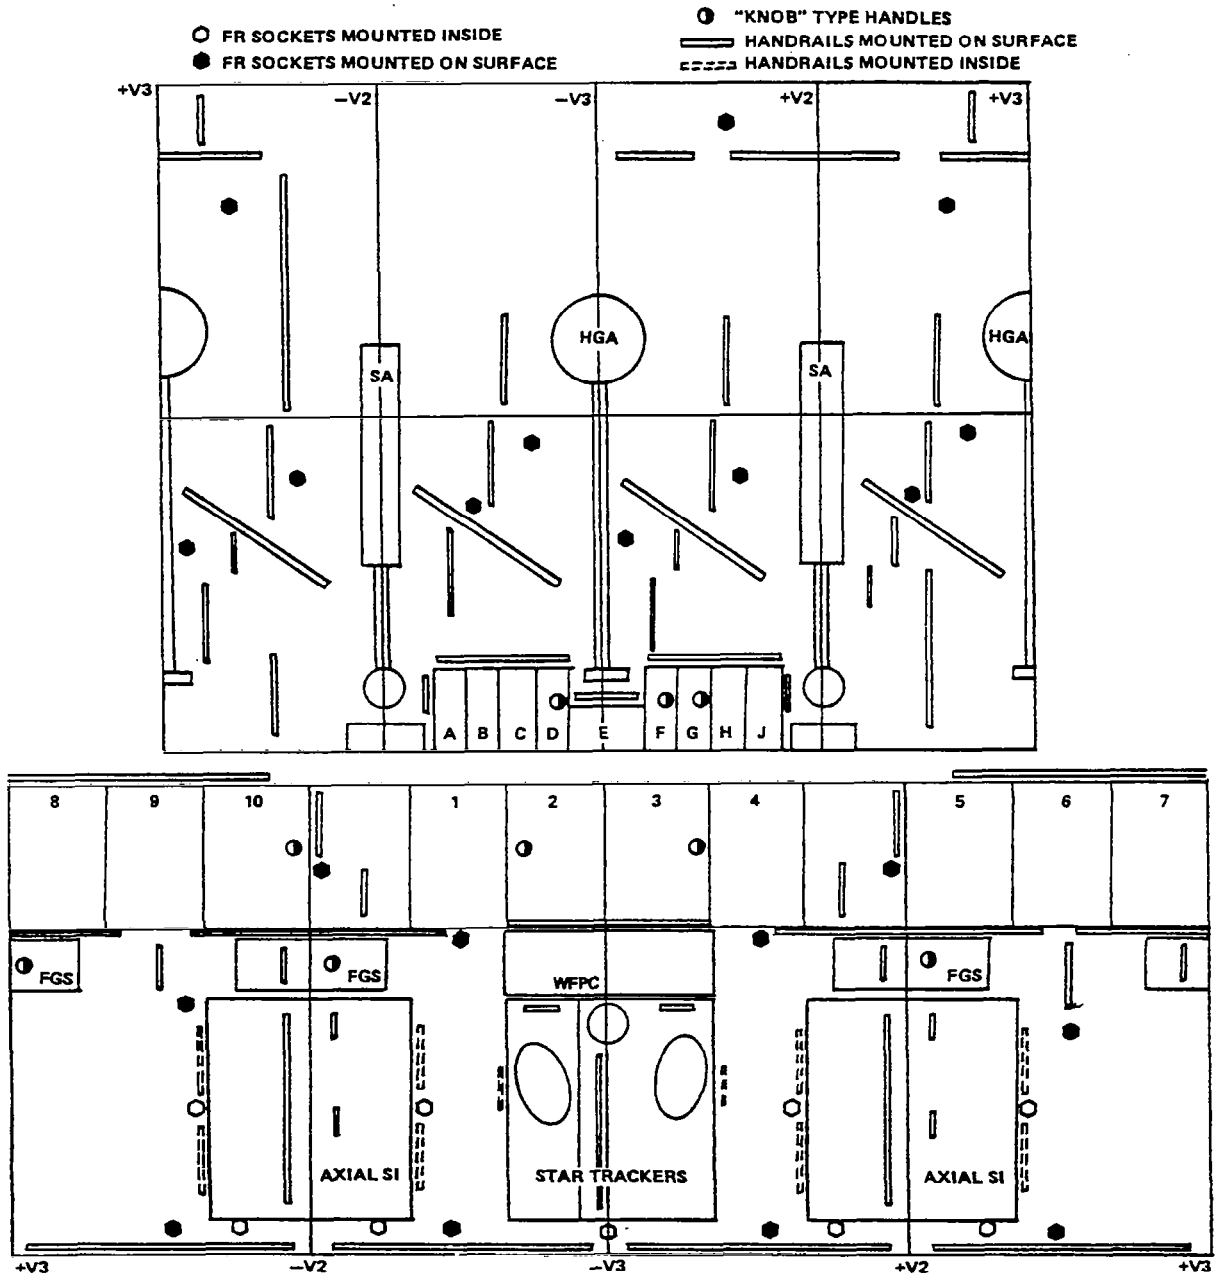 "KNOB" TYPE HANDLES
FR SOCKETS MOUNTED INSIDE
HANDRAILS MOUNTED ON SURFACE
FR SOCKETS MOUNTED ON SURFACE
HANDRAILS MOUNTED INSIDE
+V3 −V2 −V3 +V2 +V3
HGA HGA
SA SA
A B C D E F G H J
8 9 10 1 2 3 4 5 6 7
FGS FGS WFPC FGS
AXIAL SI STAR TRACKERS AXIAL SI
+V3 −V2 −V3 +V2 +V3